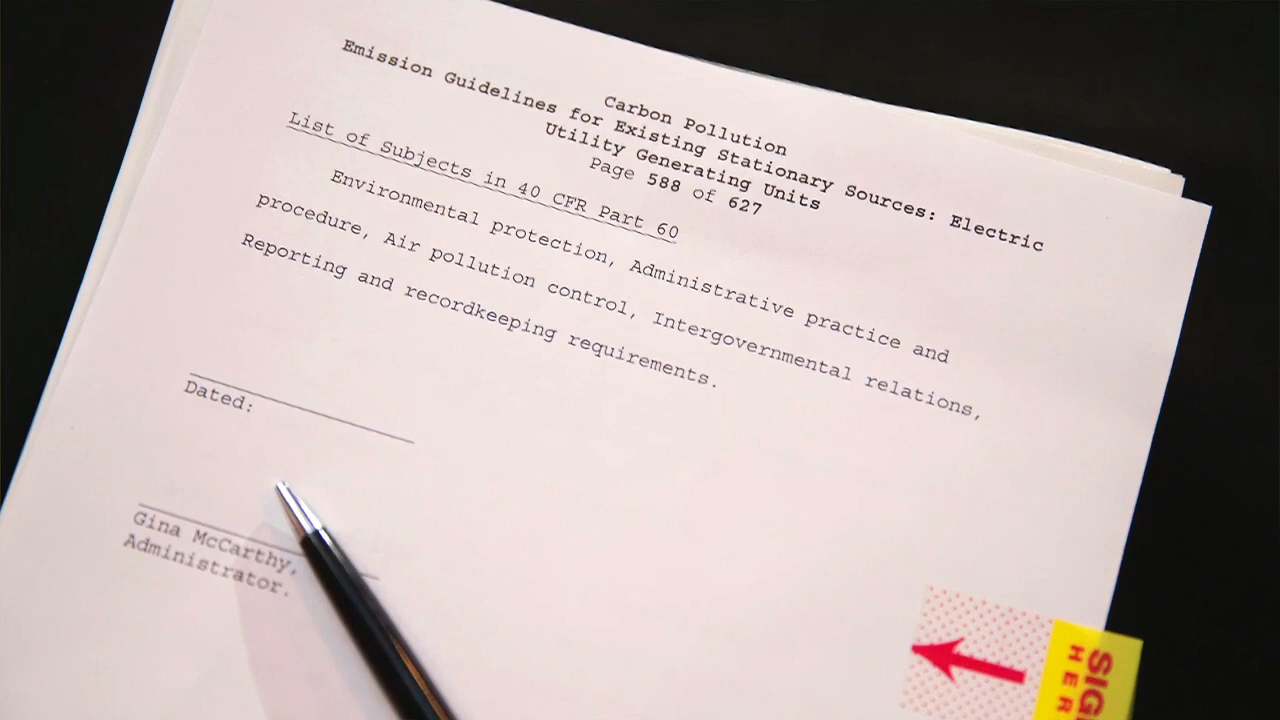 Carbon Pollution
Emission Guidelines for Existing Stationary Sources: Electric
Utility Generating Units
Page 588 of 627
List of Subjects in 40 CFR Part 60
Environmental protection, Administrative practice and
procedure, Air pollution control, Intergovernmental relations,
Reporting and recordkeeping requirements.
Dated:
Gina McCarthy,
Administrator.
SIG
HER